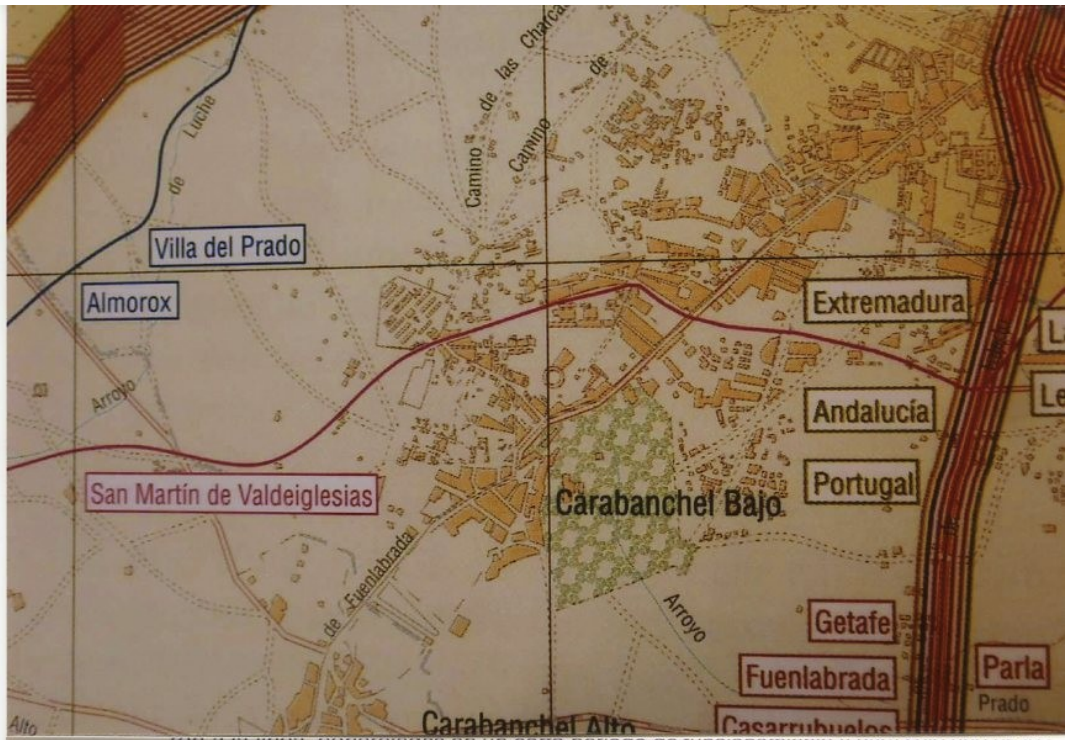 Camino de las Charcas
Camino de
de Luche
Villa del Prado
Almorox
Extremadura
Arroyo
Andalucía
San Martín de Valdeiglesias
Portugal
Carabanchel Bajo
de Fuenlabrada
Arroyo
Getafe
Fuenlabrada
Parla
Prado
Casarrubuelos
Carabanchel Alto
Alto
de